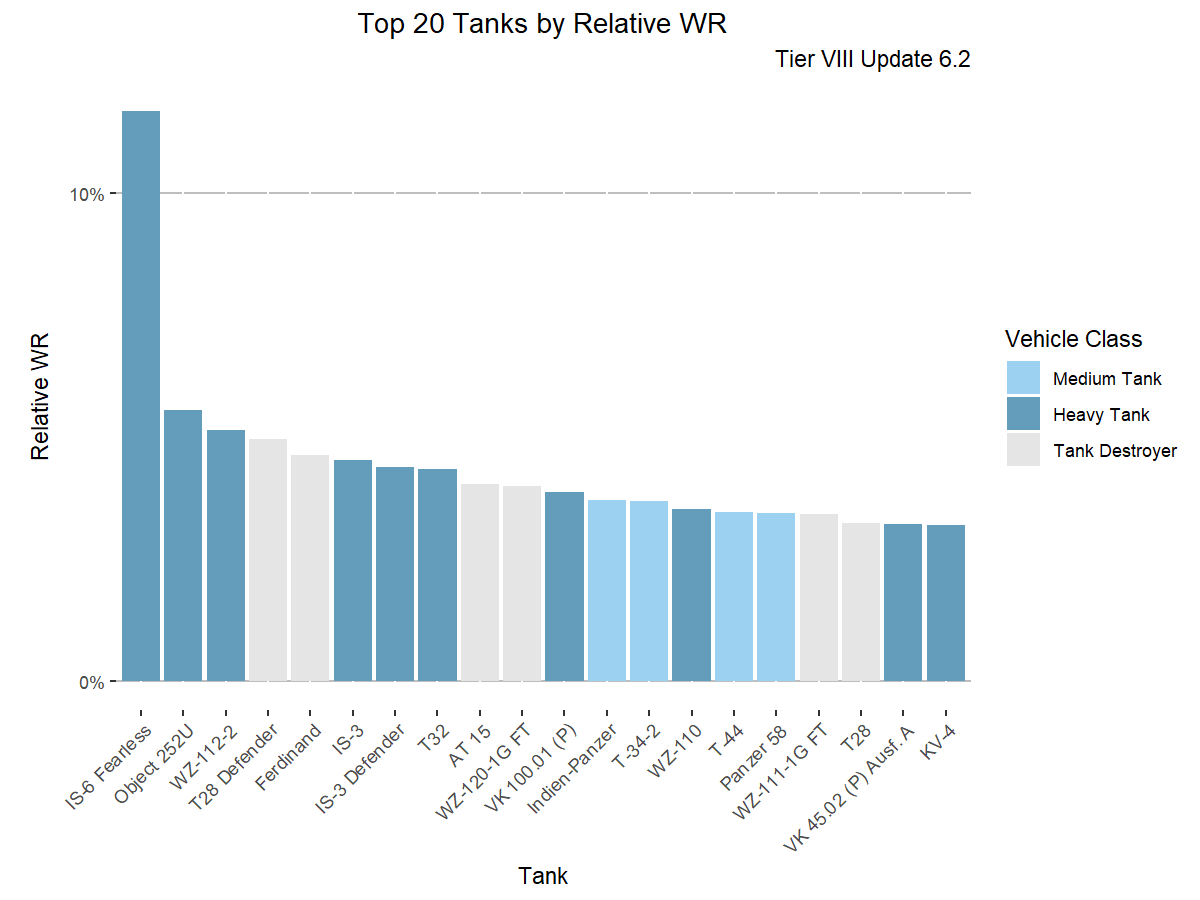 Top 20 Tanks by Relative WR
Tier VIII Update 6.2
10%
0%
Relative WR
IS-6 Fearless
Object 252U
WZ-112-2
T28 Defender
Ferdinand
IS-3
IS-3 Defender
T32
AT 15
WZ-120-1G FT
VK 100.01 (P)
Indien-Panzer
T-34-2
WZ-110
T-44
Panzer 58
WZ-111-1G FT
T28
VK 45.02 (P) Ausf. A
KV-4
Tank
Vehicle Class
Medium Tank
Heavy Tank
Tank Destroyer